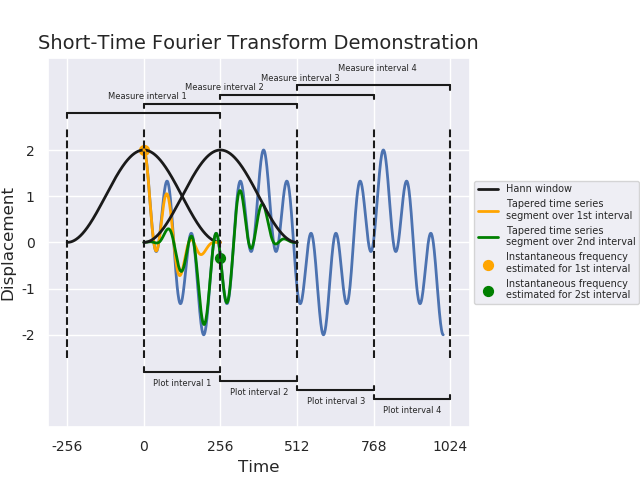 Short-Time Fourier Transform Demonstration
Measure interval 4
Measure interval 3
Measure interval 2
Measure interval 1
2
1
0
-1
-2
Displacement
Hann window
Tapered time series
segment over 1st interval
Tapered time series
segment over 2nd interval
Instantaneous frequency
estimated for 1st interval
Instantaneous frequency
estimated for 2st interval
Plot interval 1
Plot interval 2
Plot interval 3
Plot interval 4
-256 0 256 512 768 1024
Time